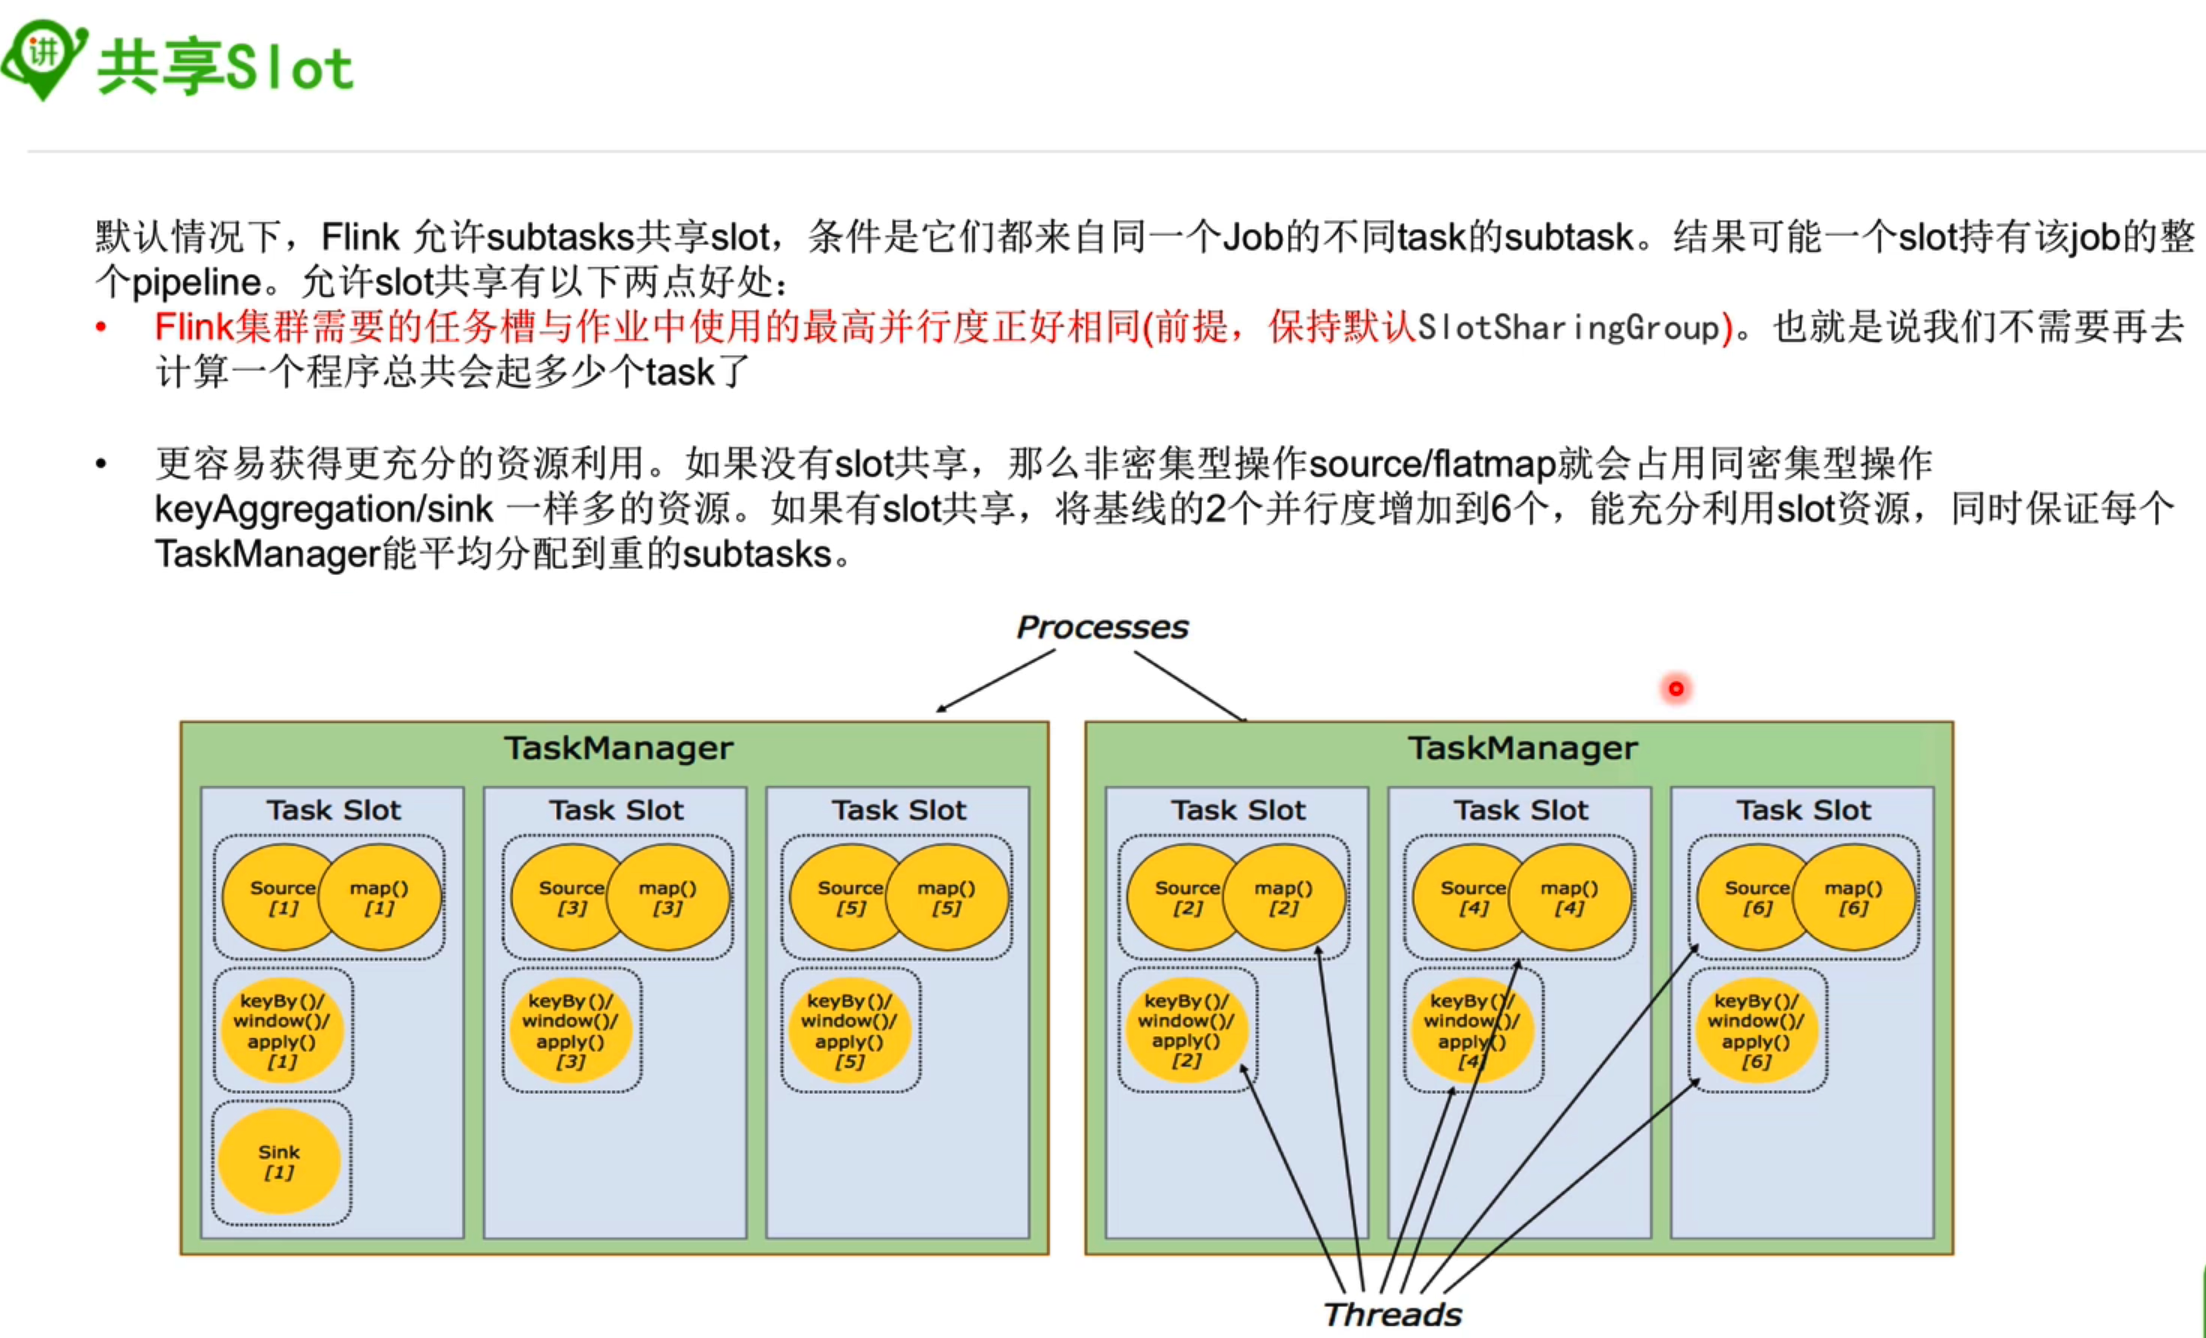 讲
共享Slot
默认情况下，Flink 允许subtasks共享slot，条件是它们都来自同一个Job的不同task的subtask。结果可能一个slot持有该job的整
个pipeline。允许slot共享有以下两点好处：
• Flink集群需要的任务槽与作业中使用的最高并行度正好相同(前提，保持默认SlotSharingGroup)。也就是说我们不需要再去
计算一个程序总共会起多少个task了
• 更容易获得更充分的资源利用。如果没有slot共享，那么非密集型操作source/flatmap就会占用同密集型操作
keyAggregation/sink 一样多的资源。如果有slot共享，将基线的2个并行度增加到6个，能充分利用slot资源，同时保证每个
TaskManager能平均分配到重的subtasks。
Processes
TaskManager
Task Slot
Source
[1]
map()
[1]
keyBy()/
window()/
apply()
[1]
Sink
[1]
Task Slot
Source
[3]
map()
[3]
keyBy()/
window()/
apply()
[3]
Task Slot
Source
[5]
map()
[5]
keyBy()/
window()/
apply()
[5]
TaskManager
Task Slot
Source
[2]
map()
[2]
keyBy()/
window()/
apply()
[2]
Task Slot
Source
[4]
map()
[4]
keyBy()/
window()/
apply()
[4]
Task Slot
Source
[6]
map()
[6]
keyBy()/
window()/
apply()
[6]
Threads